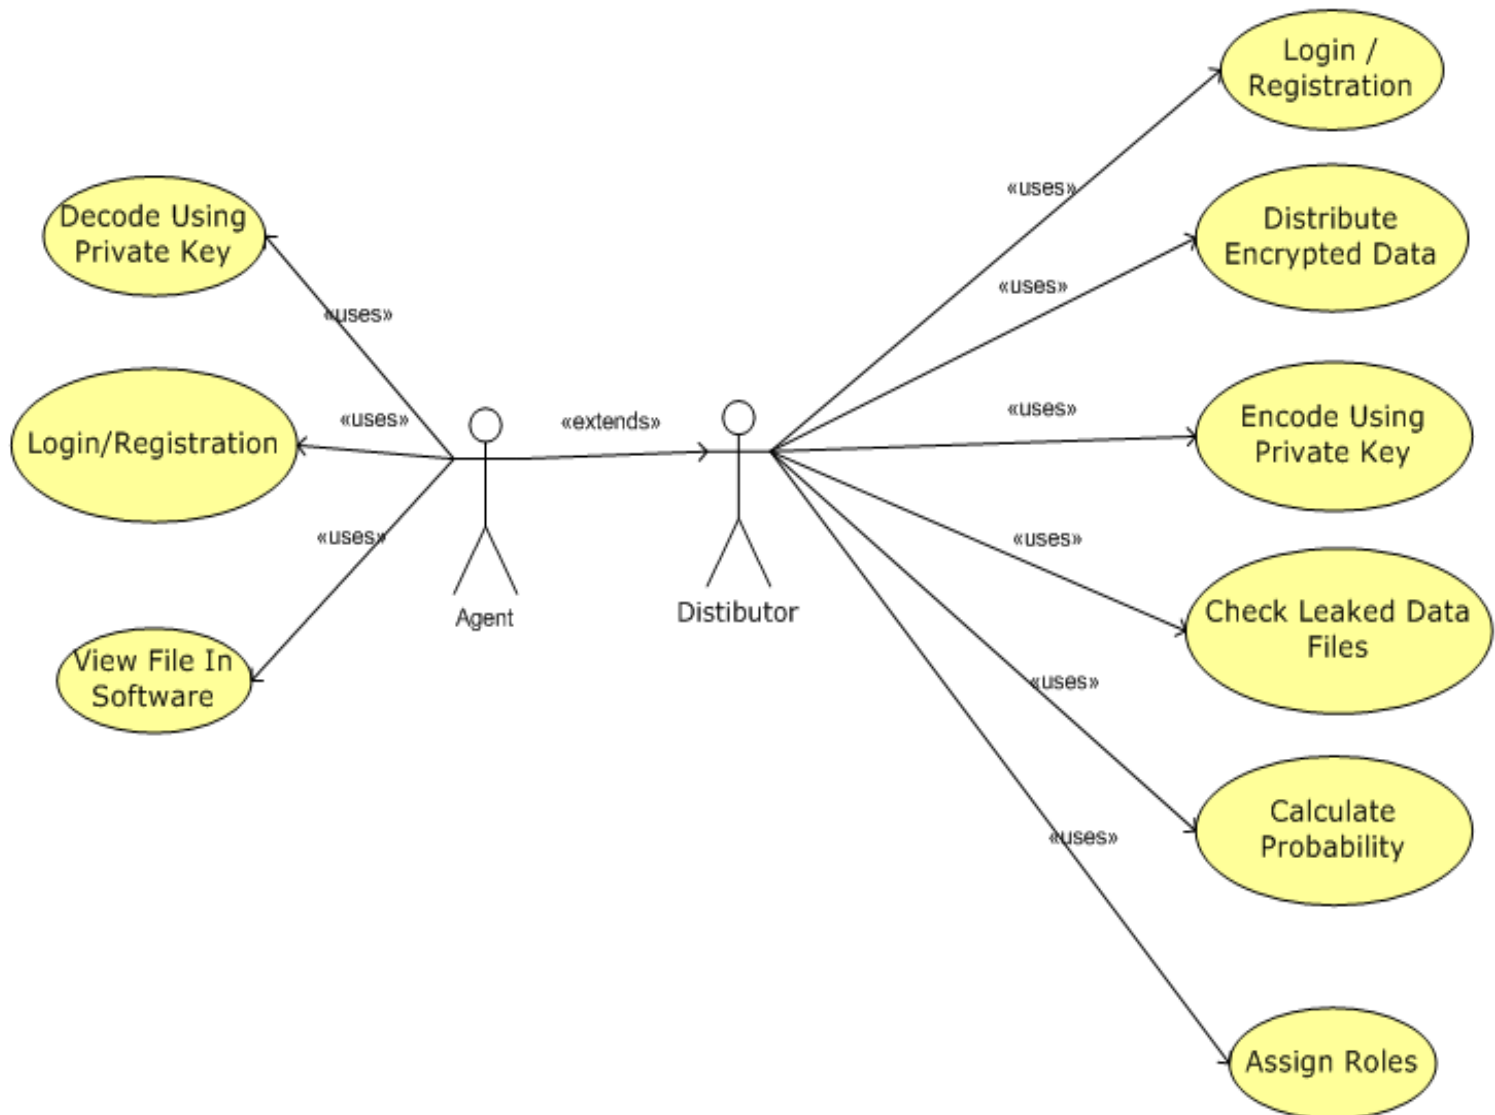 Login /
Registration
«uses»
Distribute
Encrypted Data
«uses»
Decode Using
Private Key
«uses»
«uses»
Login/Registration
«uses»
«extends»
«uses»
Encode Using
Private Key
«uses»
Agent
Distibutor
«uses»
Check Leaked Data
Files
View File In
Software
«uses»
Calculate
Probability
«uses»
Assign Roles